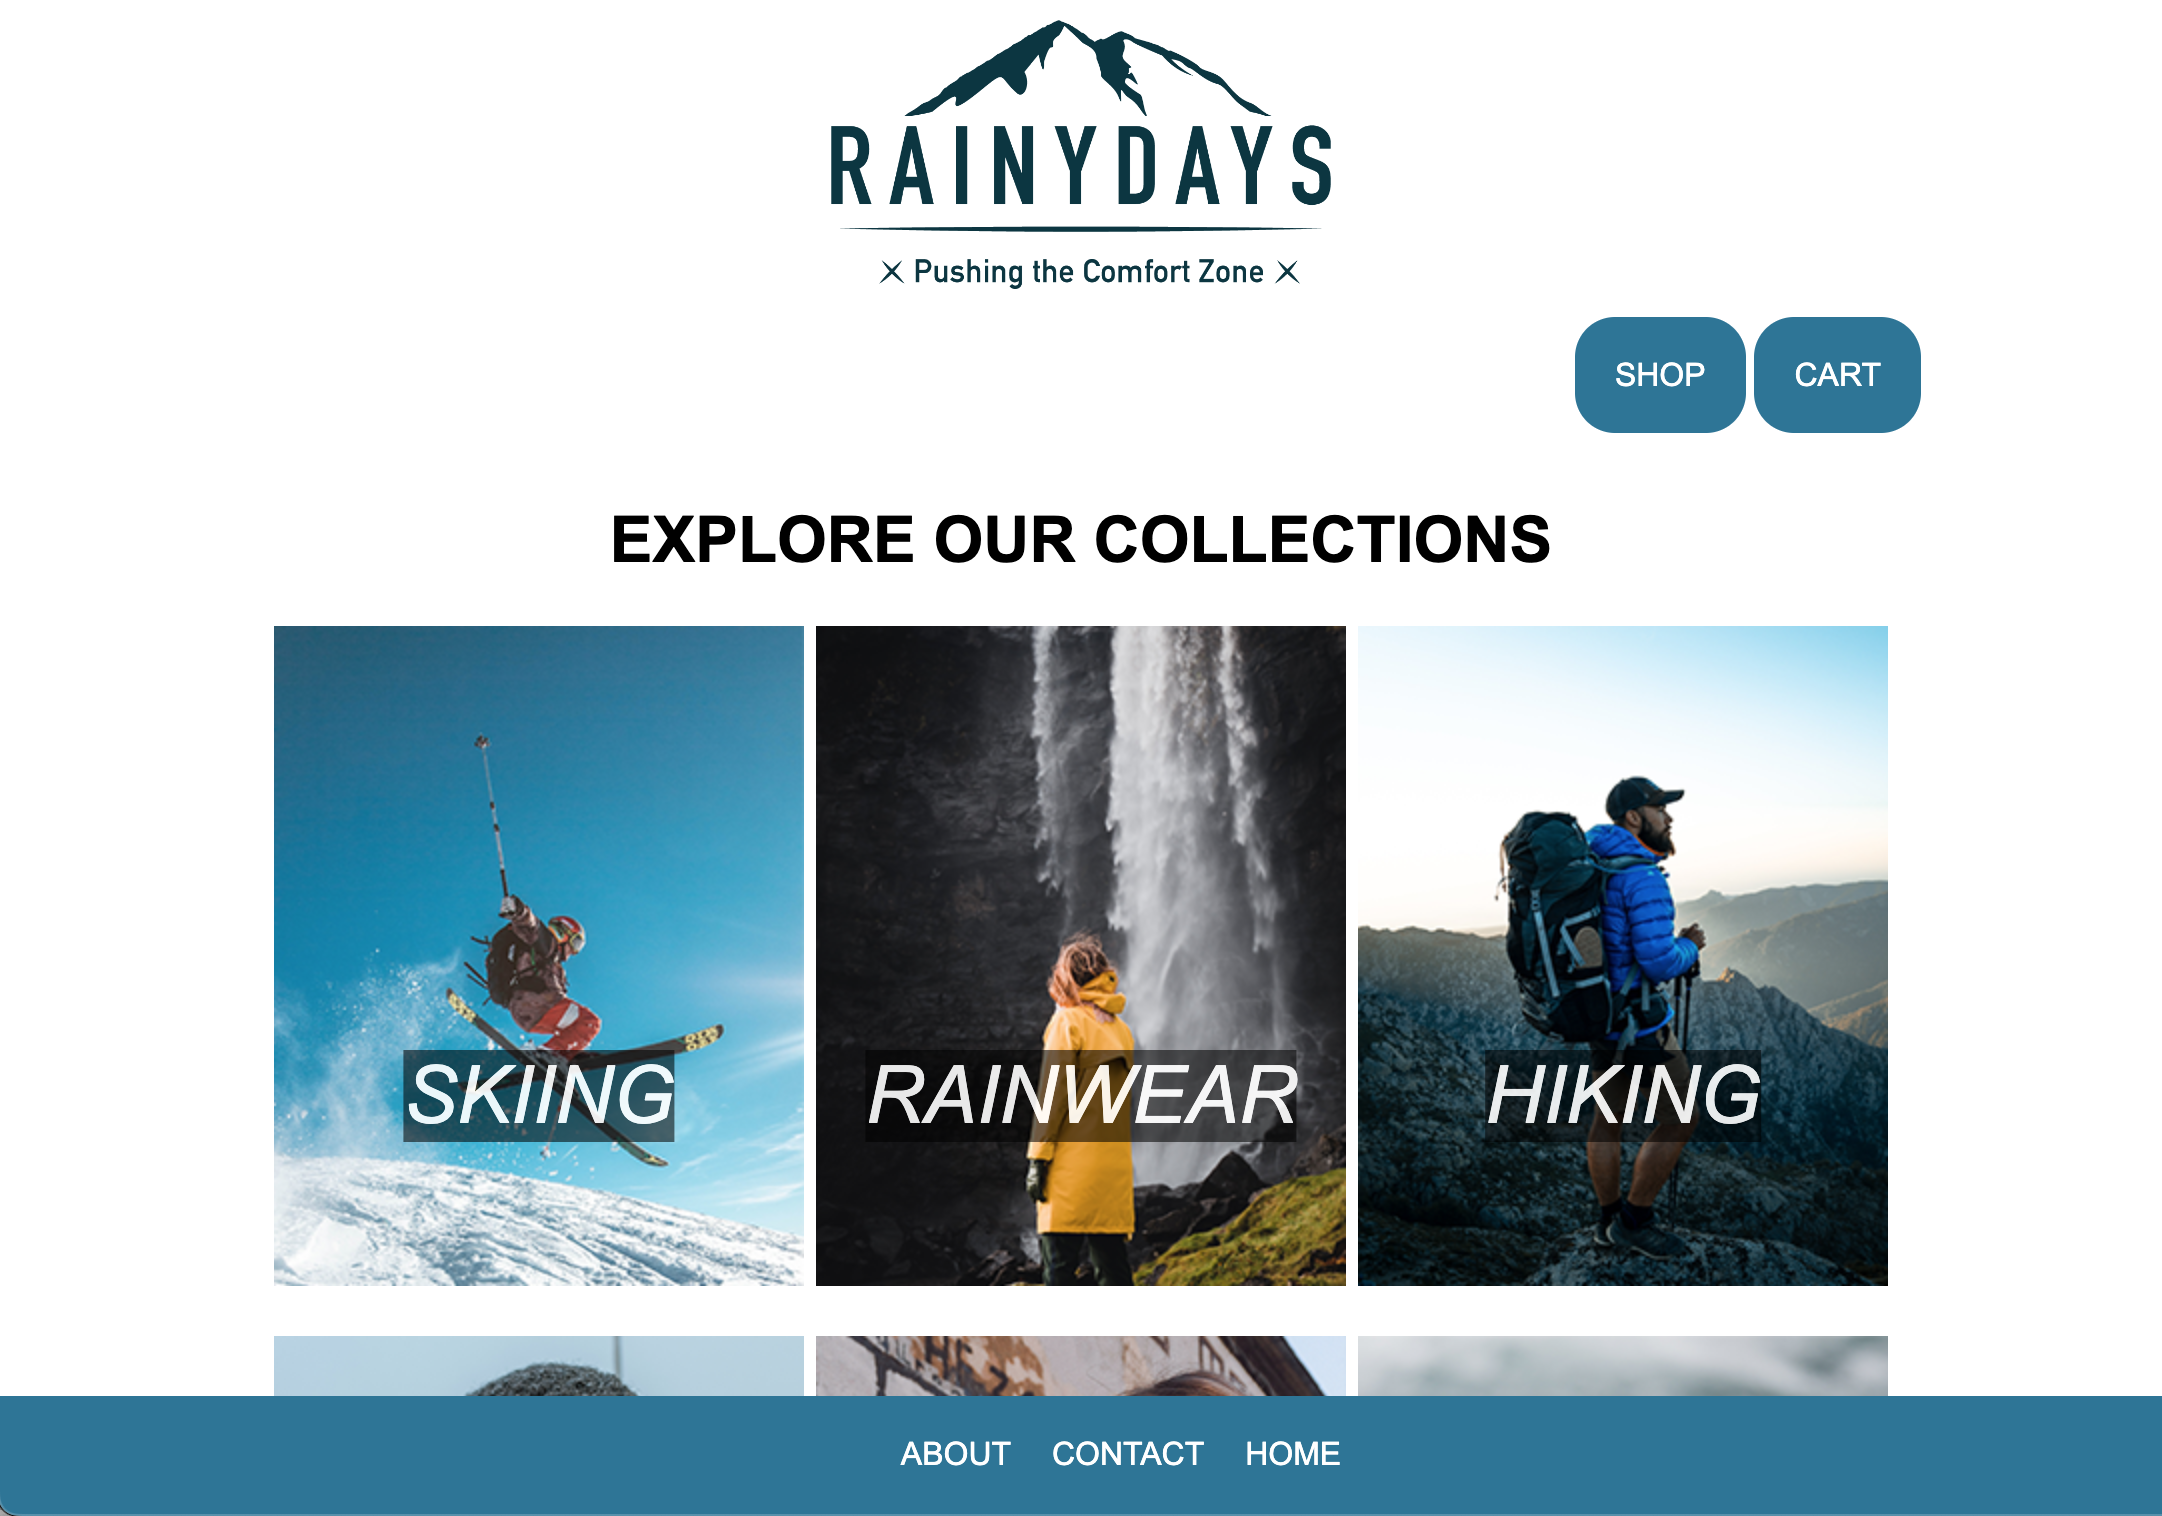 RAINYDAYS
Pushing the Comfort Zone
SHOP CART
EXPLORE OUR COLLECTIONS
SKIING RAINWEAR HIKING
ABOUT CONTACT HOME